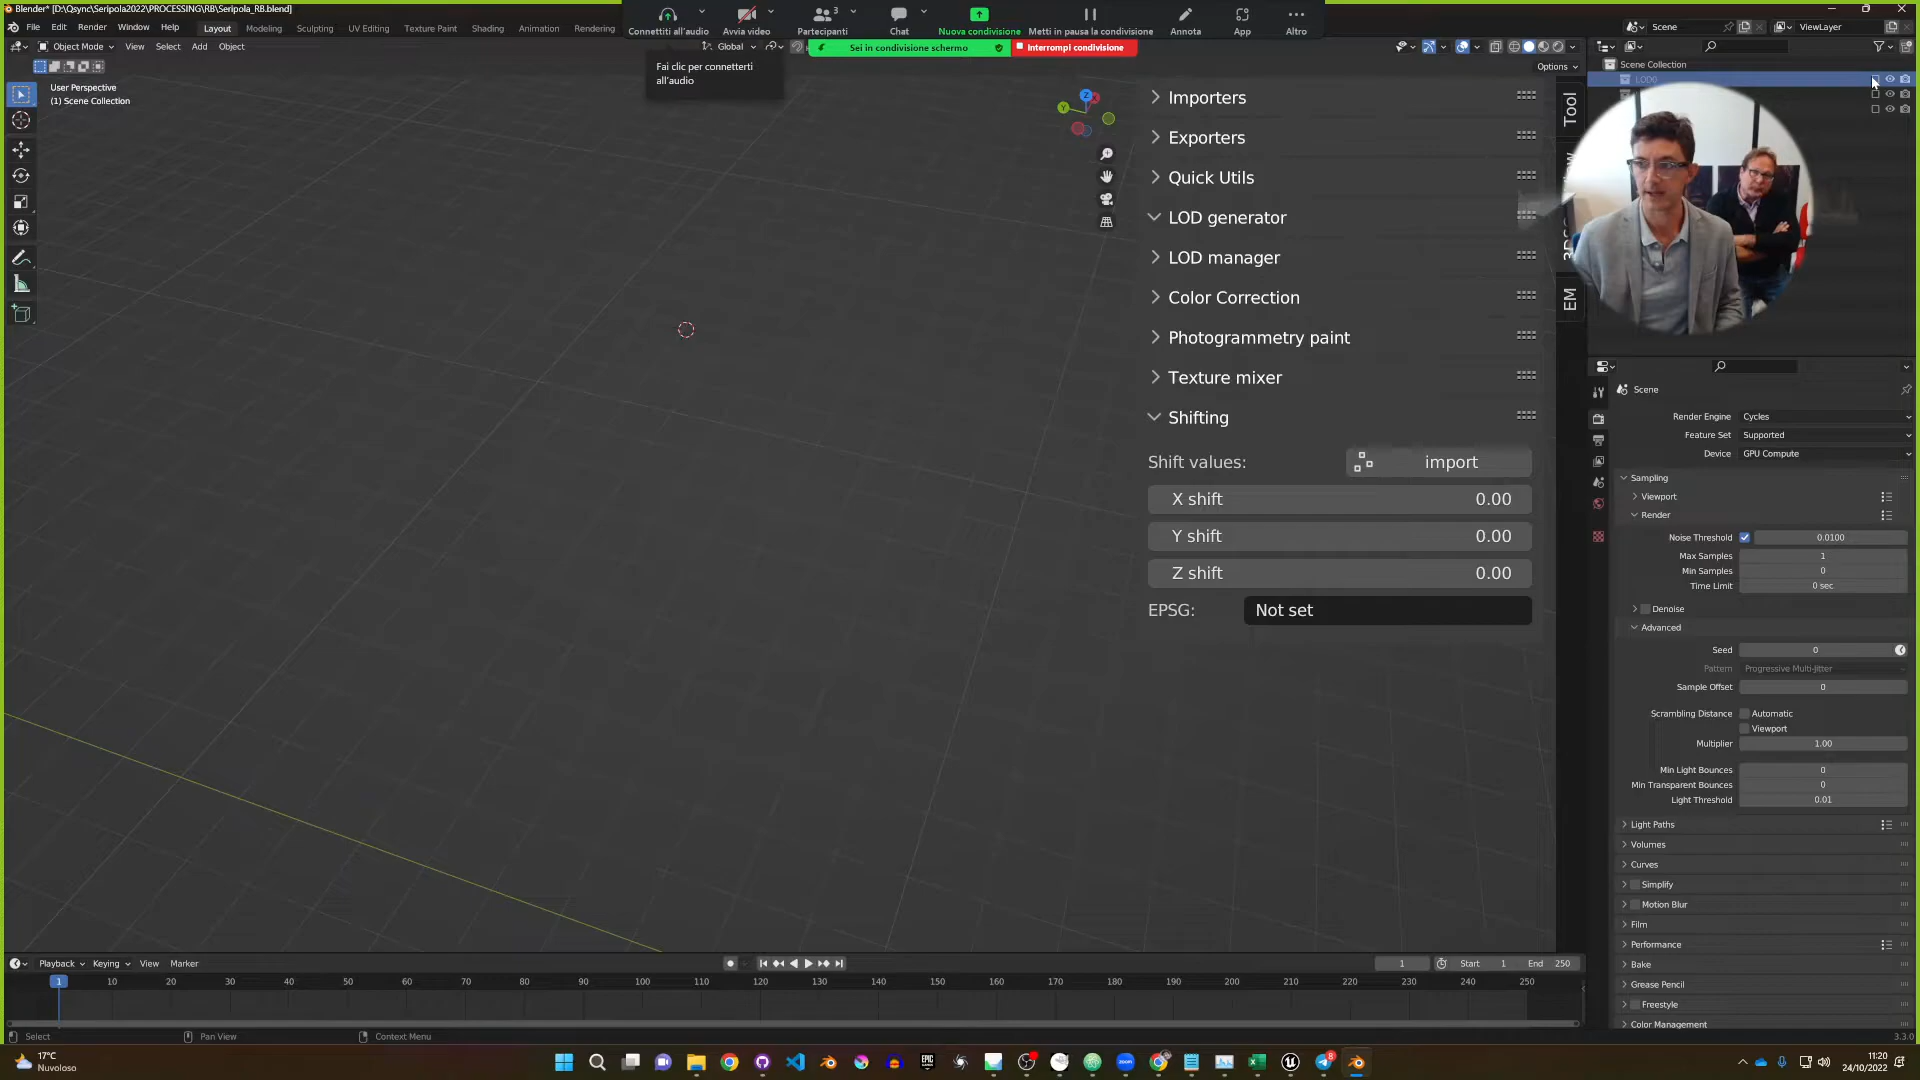 Blender* [D:\Qsync\Seripola2022\PROCESSING\RB\Seripola_RB.blend]
File Edit Render Window Help Layout Modeling Sculpting UV Editing Texture Paint Shading Animation Rendering
Connettiti all'audio Avvia video Partecipanti 3 Chat Nuova condivisione Metti in pausa la condivisione Annota App Altro
Scene ViewLayer
Object Mode View Select Add Object Global
Sei in condivisione schermo Interrompi condivisione
Fai clic per connetterti
all'audio
Options
User Perspective
(1) Scene Collection
Z
Y
X
Importers
Exporters
Quick Utils
LOD generator
LOD manager
Color Correction
Photogrammetry paint
Texture mixer
Shifting
Shift values: import
X shift 0.00
Y shift 0.00
Z shift 0.00
EPSG: Not set
Tool
EM
Scene Collection
LOD0
Scene
Render Engine Cycles
Feature Set Supported
Device GPU Compute
Sampling
Viewport
Render
Noise Threshold 0.0100
Max Samples 1
Min Samples 0
Time Limit 0 sec
Denoise
Advanced
Seed 0
Pattern Progressive Multi-Jitter
Sample Offset 0
Scrambling Distance Automatic
Viewport
Multiplier 1.00
Min Light Bounces 0
Min Transparent Bounces 0
Light Threshold 0.01
Light Paths
Volumes
Curves
Simplify
Motion Blur
Film
Performance
Bake
Grease Pencil
Freestyle
Color Management
Playback Keying View Marker 1 Start 1 End 250
1 10 20 30 40 50 60 70 80 90 100 110 120 130 140 150 160 170 180 190 200 210 220 230 240 250
Select Pan View Context Menu 3.3.0
17°C
Nuvoloso
EPIC
zoom
8
11:20
24/10/2022